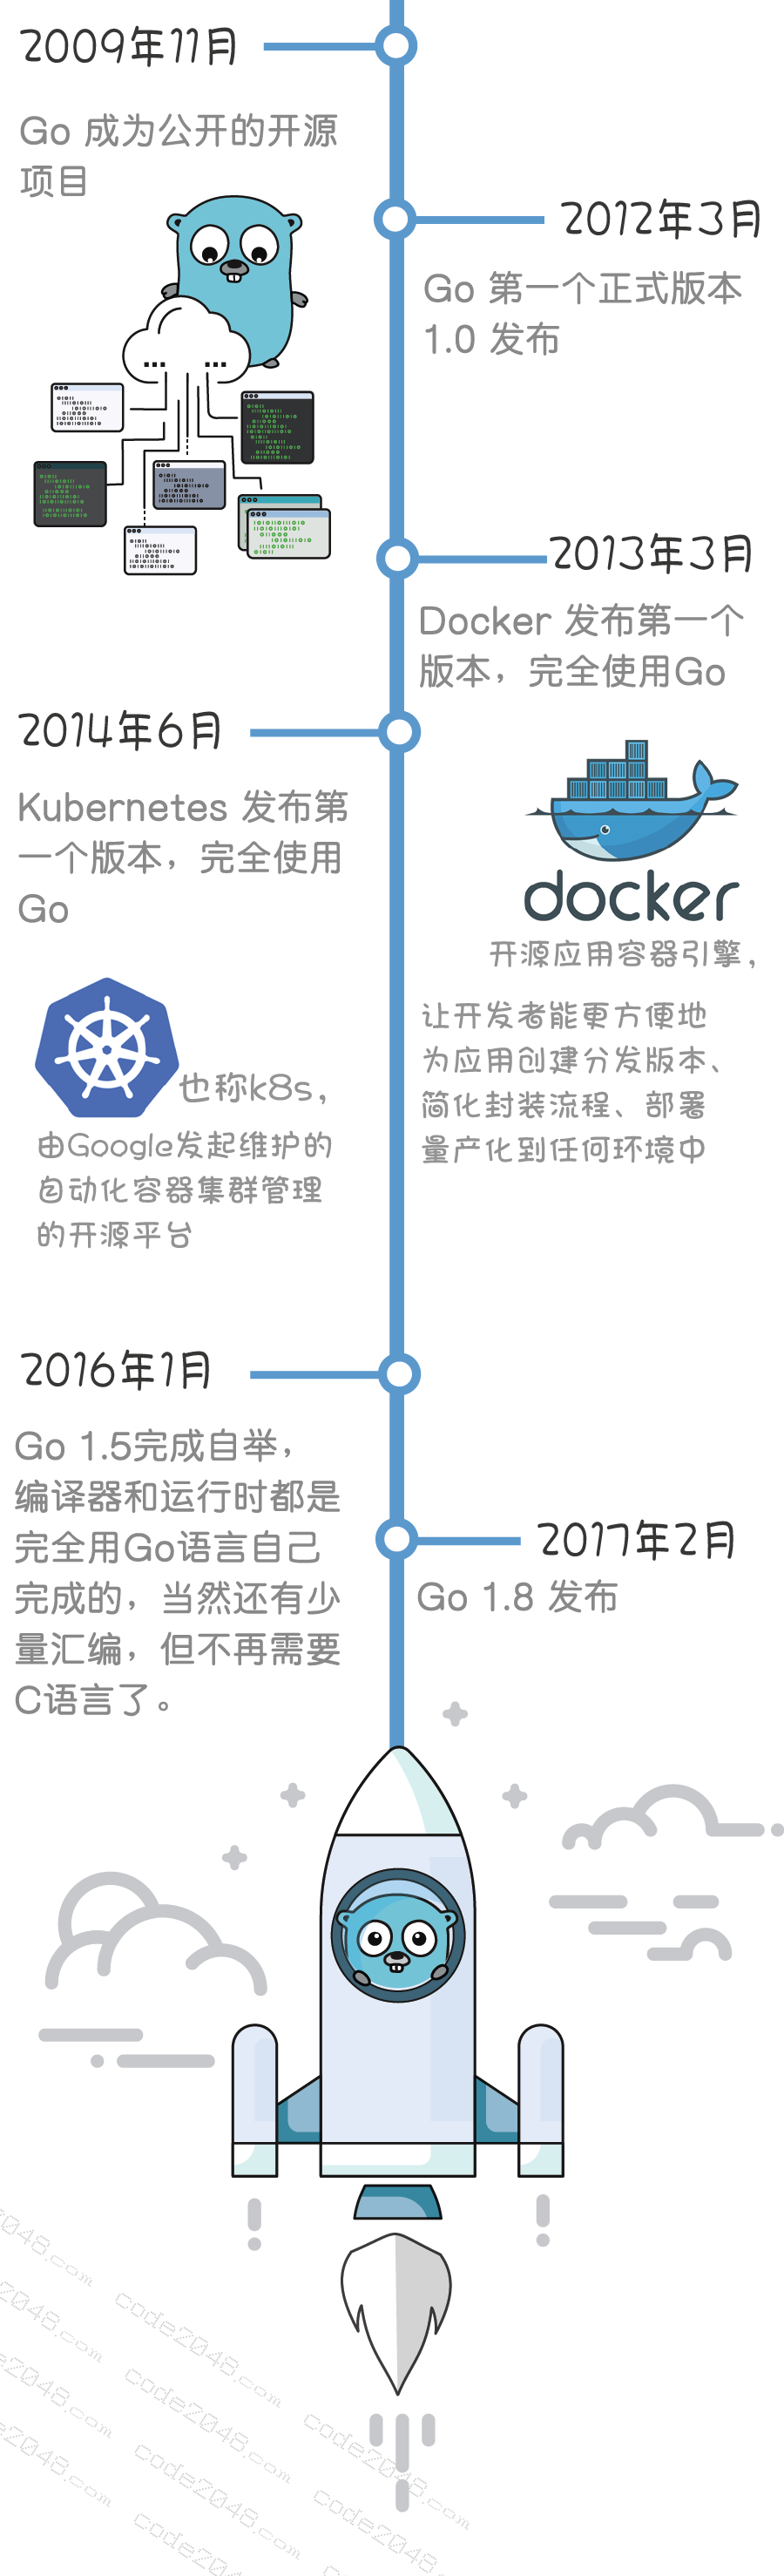 2009年11月
Go 成为公开的开源
项目
2012年3月
Go 第一个正式版本
1.0 发布
2013年3月
Docker 发布第一个
版本，完全使用Go
2014年6月
Kubernetes 发布第
一个版本，完全使用
Go
docker
开源应用容器引擎，
让开发者能更方便地
为应用创建分发版本、
简化封装流程、部署
量产化到任何环境中
也称k8s，
由Google发起维护的
自动化容器集群管理
的开源平台
2016年1月
Go 1.5完成自举，
编译器和运行时都是
完全用Go语言自己
完成的，当然还有少
量汇编，但不再需要
C语言了。
2017年2月
Go 1.8 发布
code2048.com
code2048.com
code2048.com
code2048.com
code2048.com
code2048.com